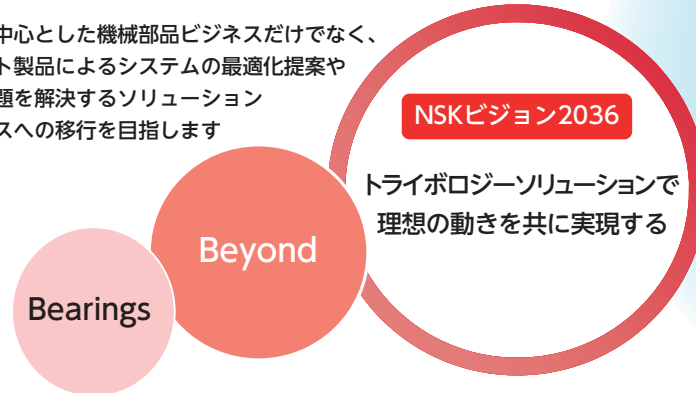 中心とした機械部品ビジネスだけでなく、
ト製品によるシステムの最適化提案や
題を解決するソリューション
スへの移行を目指します
NSKビジョン2036
トライボロジーソリューションで
理想の動きを共に実現する
Beyond
Bearings